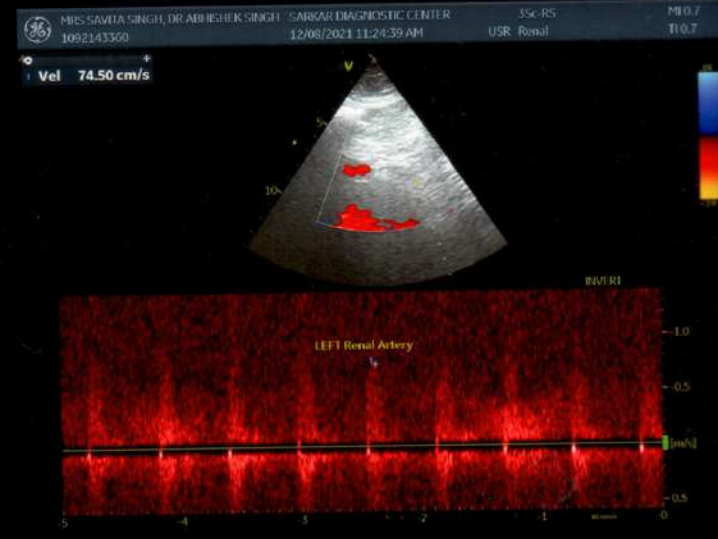 MRS SAVITA SINGH, DR ABHISHEK SINGH SARKAR DIAGNOSTIC CENTER 3Sc-RS MI 0.7
1092143360 12/08/2021 11:24:39 AM USR Renal TI 0.7
1 Vel 74.50 cm/s
V
5
10
INVERT
LEFT Renal Artery
-1.0
-0.5
[m/s]
-0.5
-5 -4 -3 -2 -1 -0